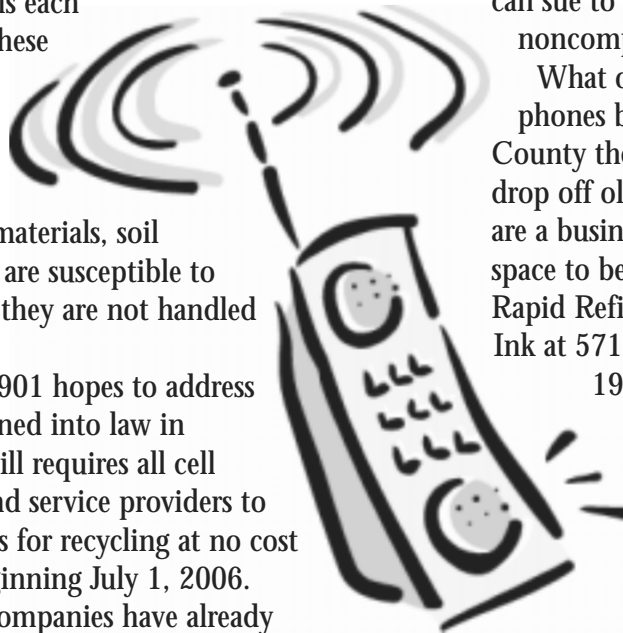 is each
hese
materials, soil
are susceptible to
they are not handled
901 hopes to address
ned into law in
ill requires all cell
nd service providers to
s for recycling at no cost
ginning July 1, 2006.
ompanies have already
can sue to
noncomp
What o
phones b
County the
drop off ol
are a busin
space to be
Rapid Refi
Ink at 571
19